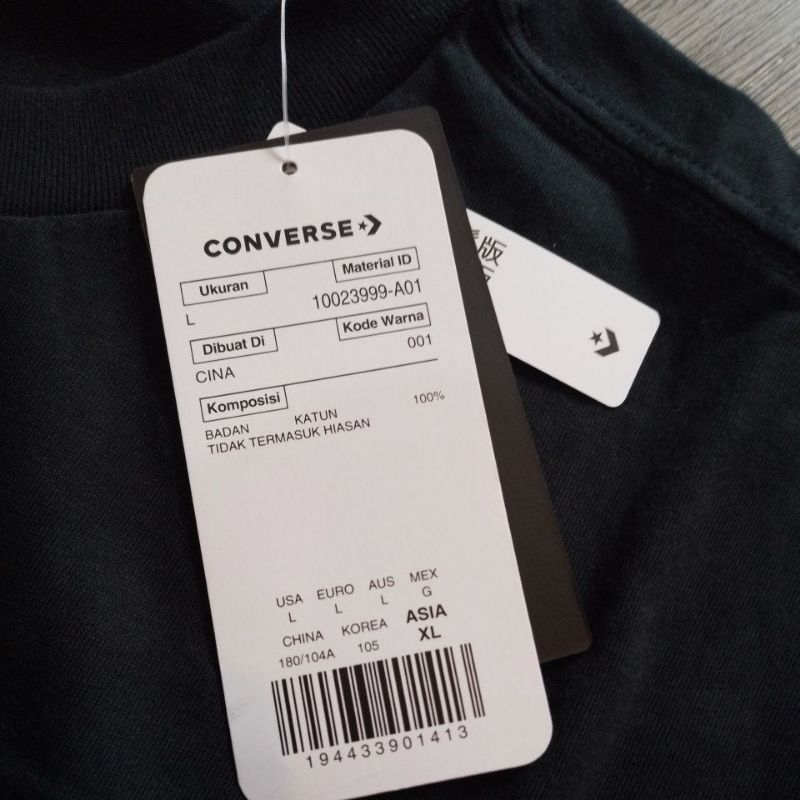 CONVERSE
Ukuran Material ID
L 10023999-A01
Dibuat Di Kode Warna
CINA 001
Komposisi
BADAN KATUN 100%
TIDAK TERMASUK HIASAN
USA EURO AUS MEX
L L L G
CHINA KOREA ASIA
180/104A 105 XL
194433901413
版